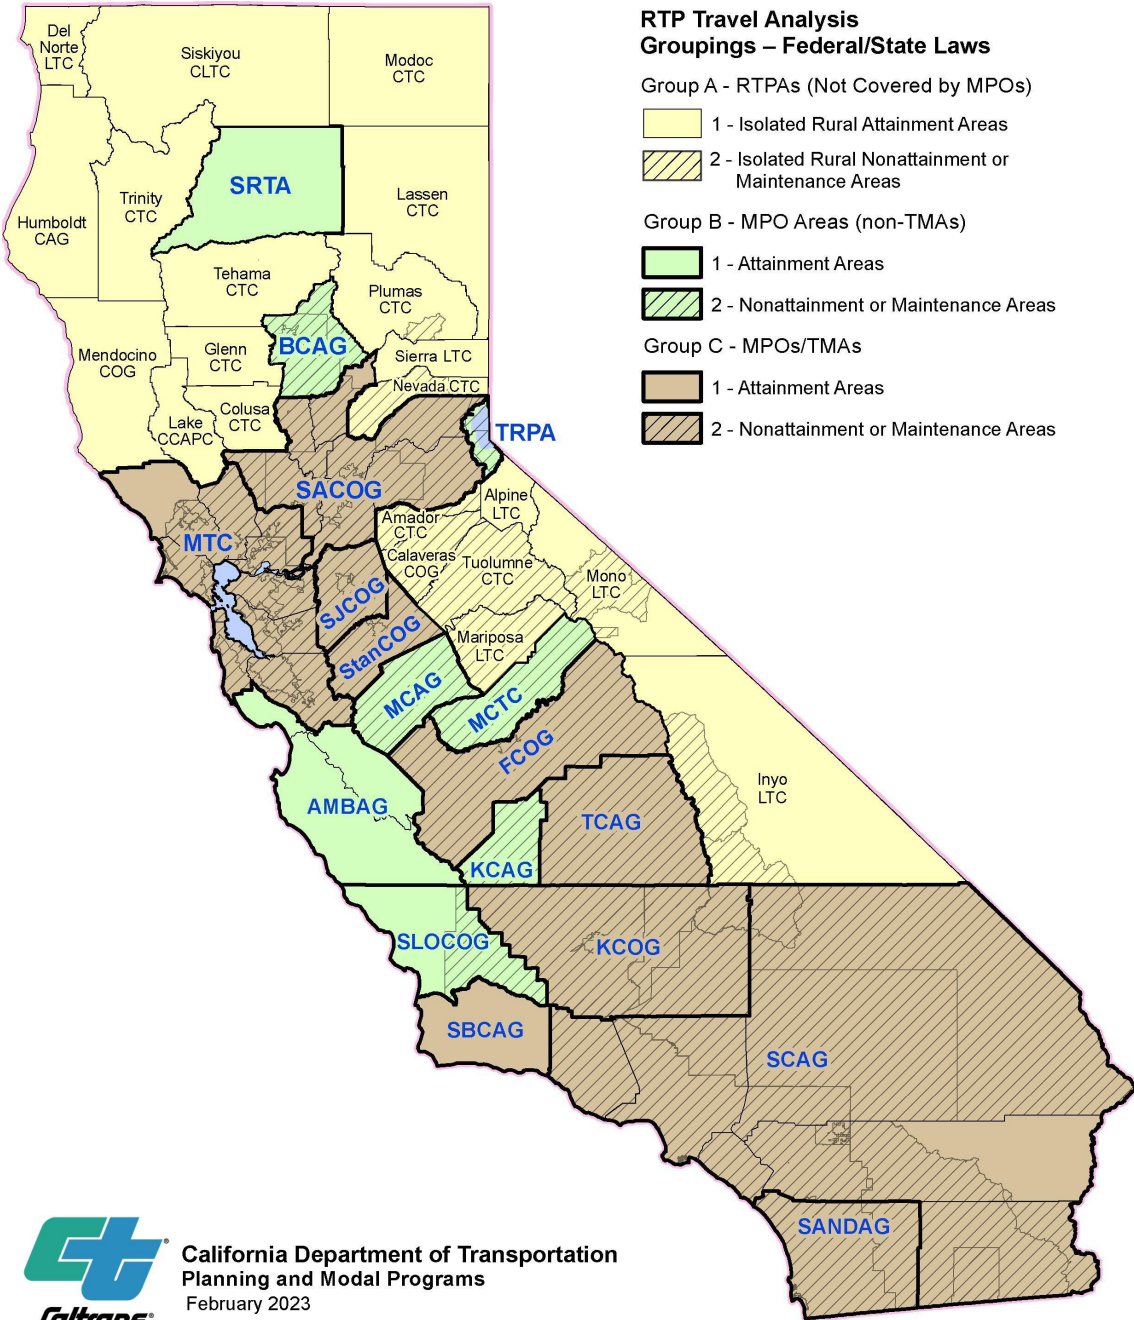 RTP Travel Analysis
Groupings – Federal/State Laws
Group A - RTPAs (Not Covered by MPOs)
1 - Isolated Rural Attainment Areas
2 - Isolated Rural Nonattainment or
Maintenance Areas
Group B - MPO Areas (non-TMAs)
1 - Attainment Areas
2 - Nonattainment or Maintenance Areas
Group C - MPOs/TMAs
1 - Attainment Areas
2 - Nonattainment or Maintenance Areas
Del
Norte
LTC
Siskiyou
CLTC
Modoc
CTC
SRTA
Trinity
CTC
Lassen
CTC
Humboldt
CAG
Tehama
CTC
Plumas
CTC
Mendocino
COG
Glenn
CTC
BCAG
Sierra LTC
Nevada CTC
Colusa
CTC
Lake
CCAPC
TRPA
SACOG
Alpine
LTC
Amador
CTC
MTC
Calaveras
COG
Tuolumne
CTC
Mono
LTC
SJCOG
StanCOG
Mariposa
LTC
MCAG
MCTC
FCOG
Inyo
LTC
AMBAG
TCAG
KCAG
SLOCOG
KCOG
SBCAG
SCAG
SANDAG
California Department of Transportation
Planning and Modal Programs
February 2023
Caltrans®